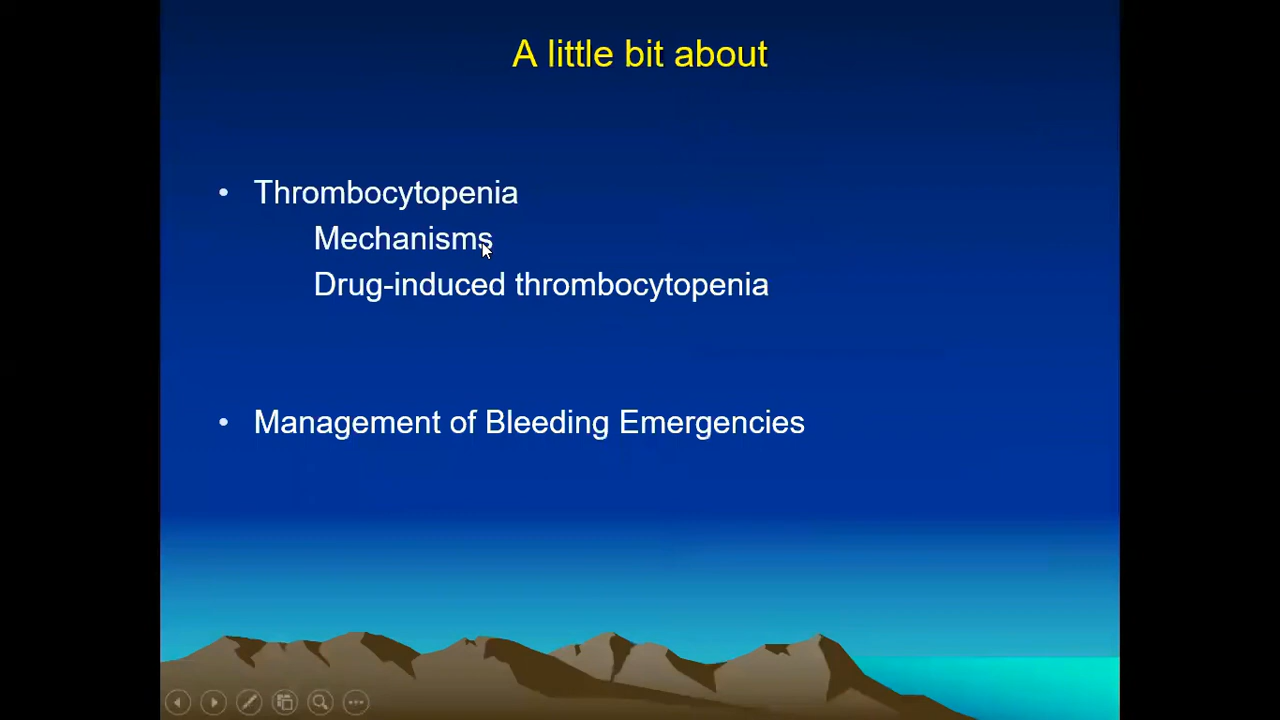 A little bit about
• Thrombocytopenia
Mechanisms
Drug-induced thrombocytopenia
• Management of Bleeding Emergencies